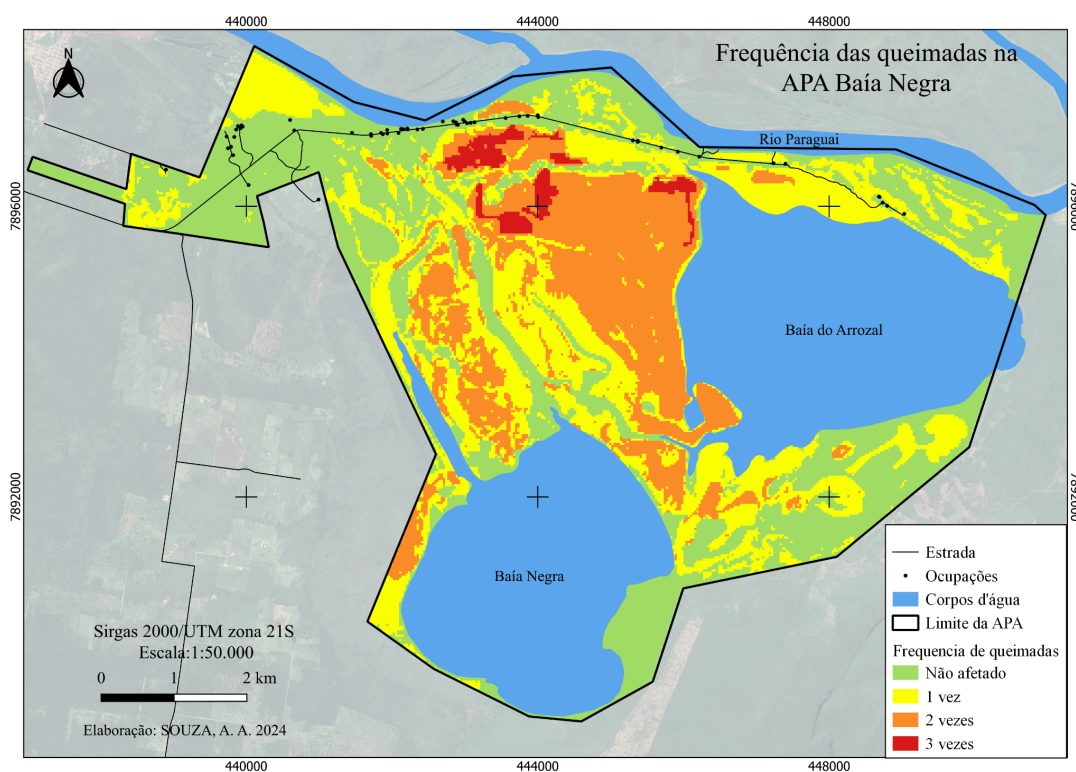 440000
444000
448000
Frequência das queimadas na
APA Baía Negra
N
Rio Paraguai
7896000
7896000
Baía do Arrozal
7892000
7892000
Baía Negra
Sirgas 2000/UTM zona 21S
Escala:1:50.000
0 1 2 km
Elaboração: SOUZA, A. A. 2024
Estrada
Ocupações
Corpos d'água
Limite da APA
Frequencia de queimadas
Não afetado
1 vez
2 vezes
3 vezes
440000
444000
448000